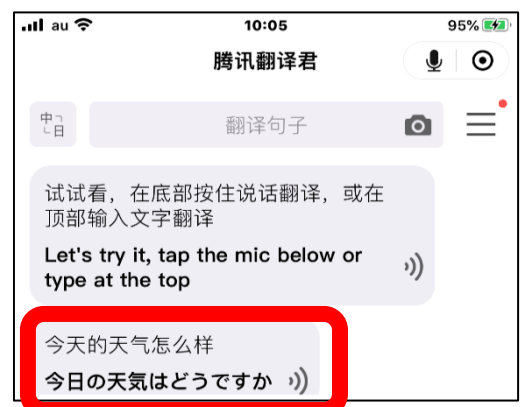 au 10:05 95%
腾讯翻译君
中 日
翻译句子
试试看，在底部按住说话翻译，或在
顶部输入文字翻译
Let's try it, tap the mic below or
type at the top
今天的天气怎么样
今日の天気はどうですか